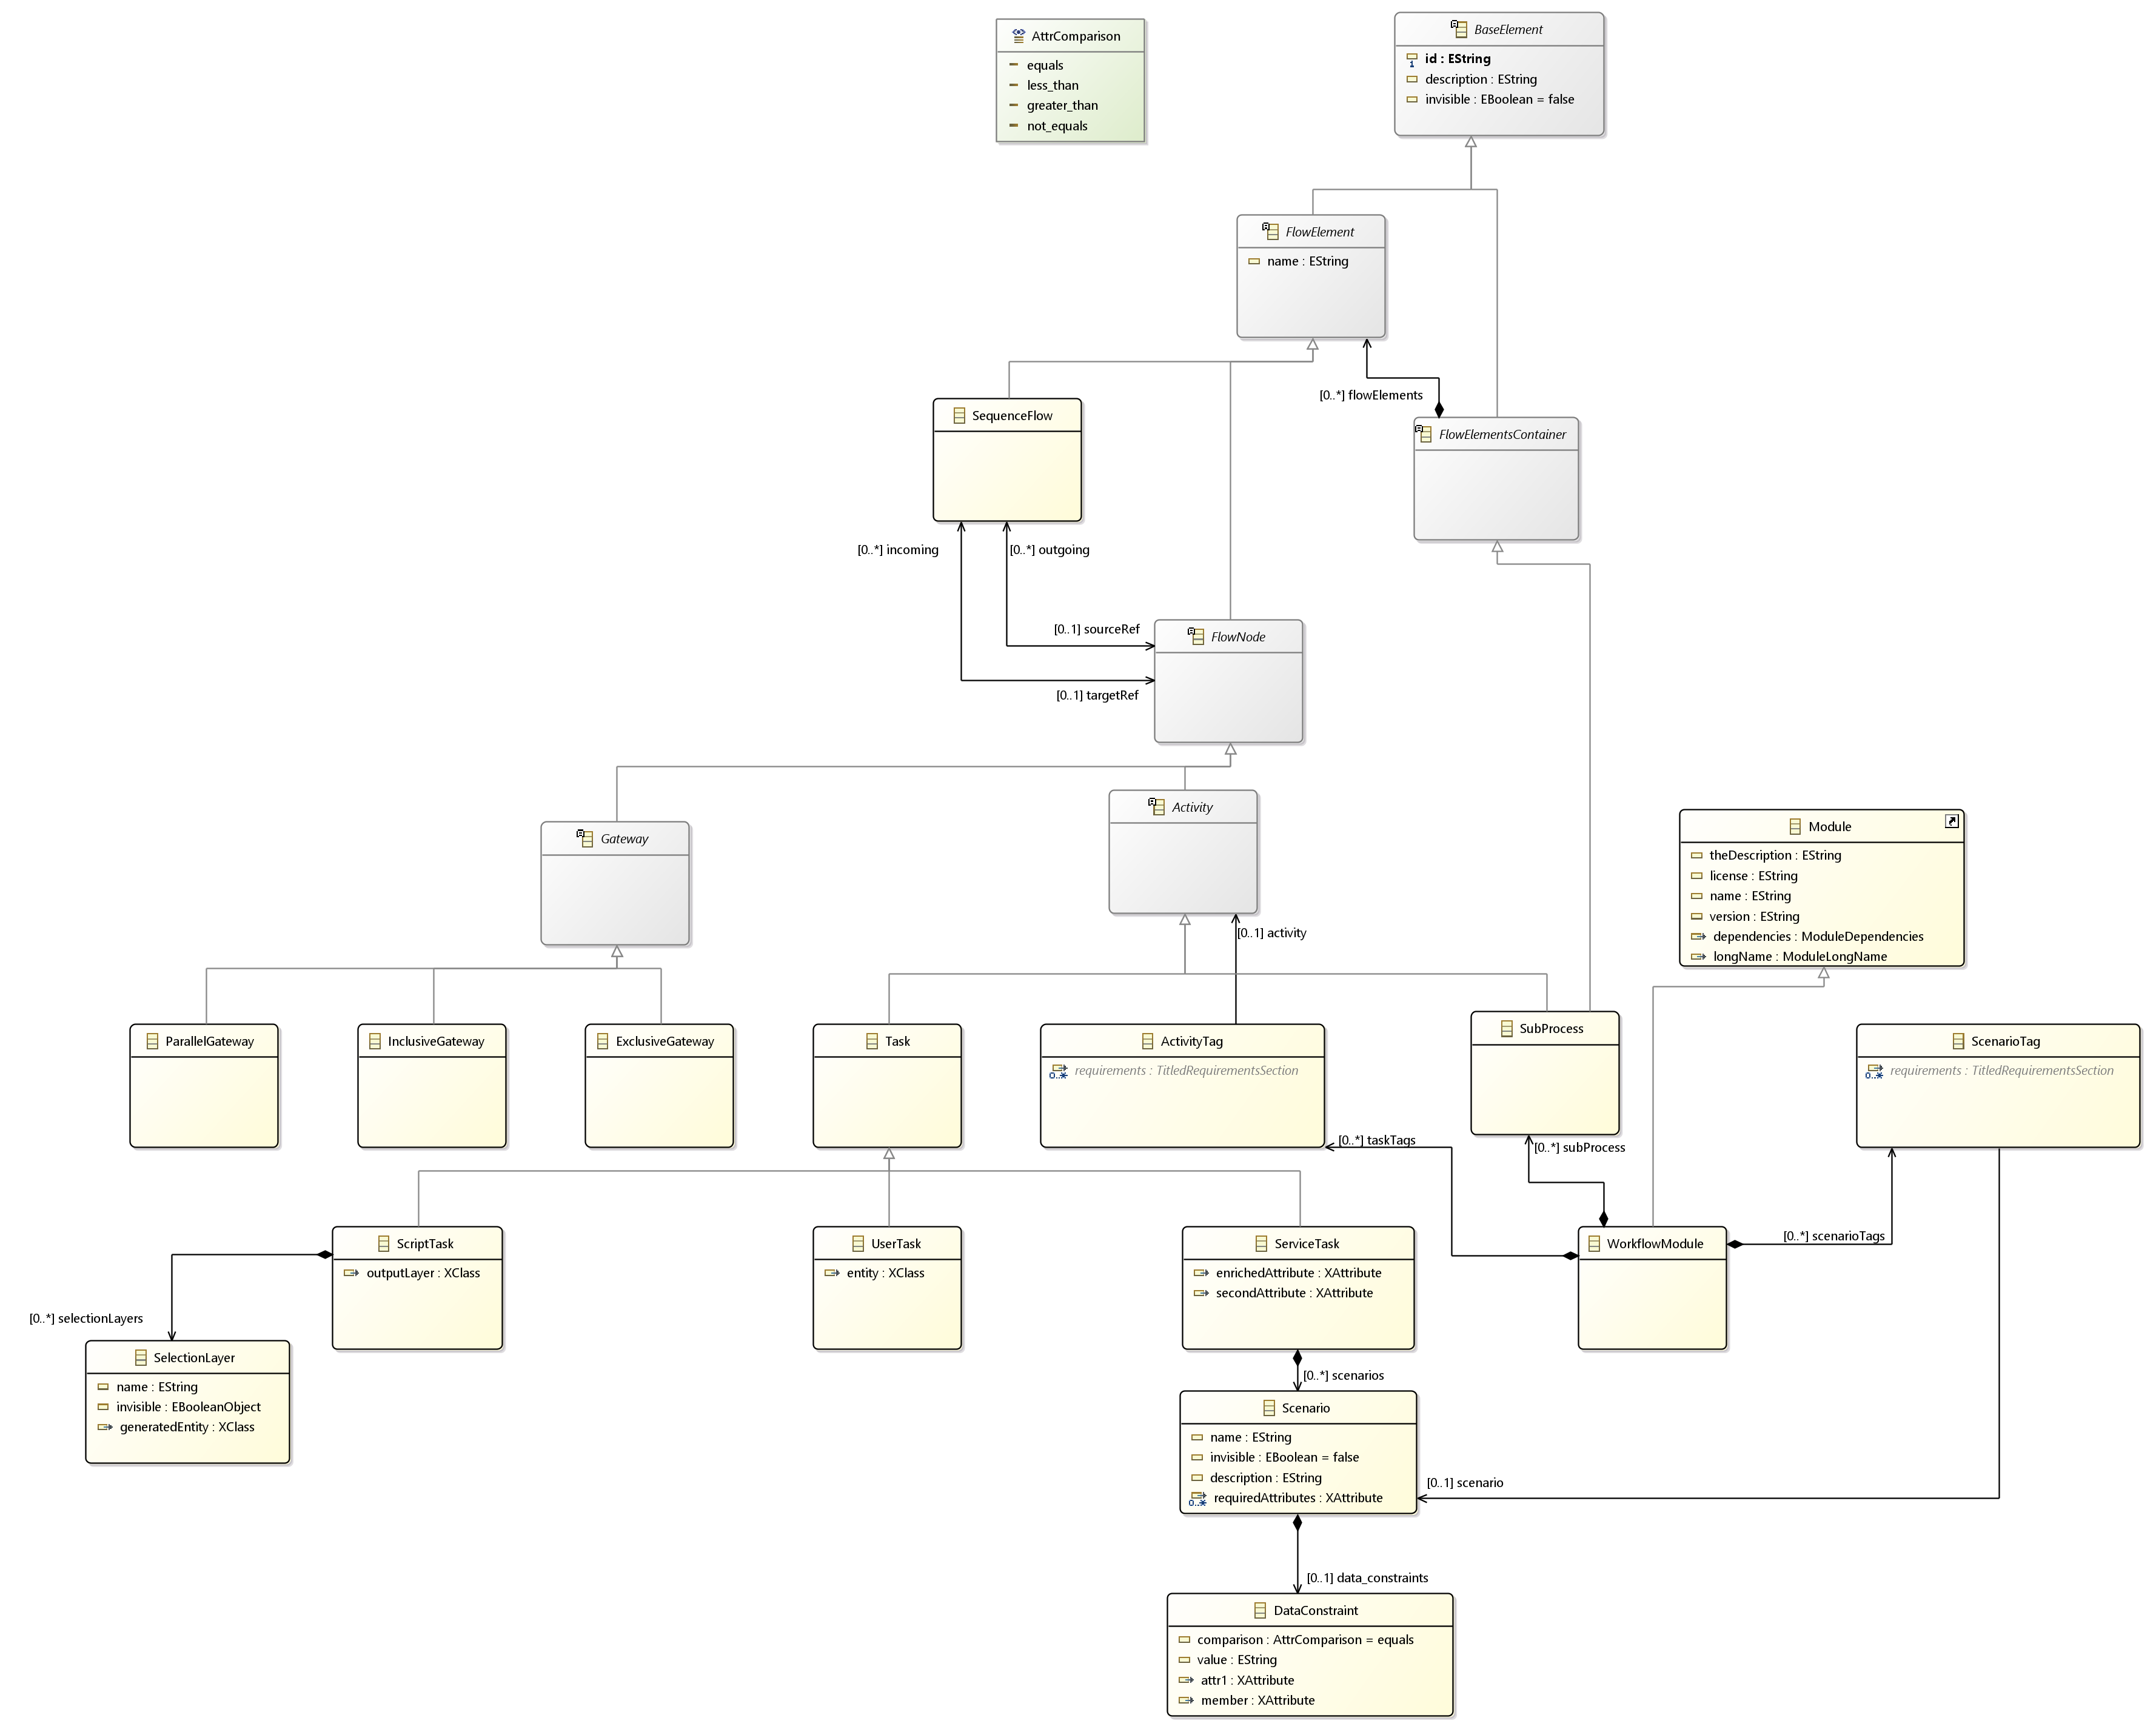 AttrComparison
equals
less_than
greater_than
not_equals
BaseElement
id : EString
1
description : EString
invisible : EBoolean = false
FlowElement
name : EString
[0..*] flowElements
SequenceFlow
FlowElementsContainer
[0..*] incoming
[0..*] outgoing
[0..1] sourceRef
FlowNode
[0..1] targetRef
Activity
Gateway
Module
theDescription : EString
license : EString
name : EString
version : EString
dependencies : ModuleDependencies
longName : ModuleLongName
[0..1] activity
ParallelGateway
InclusiveGateway
ExclusiveGateway
Task
ActivityTag
requirements : TitledRequirementsSection
0..*
SubProcess
ScenarioTag
requirements : TitledRequirementsSection
0..*
[0..*] taskTags
[0..*] subProcess
ScriptTask
outputLayer : XClass
UserTask
entity : XClass
ServiceTask
enrichedAttribute : XAttribute
secondAttribute : XAttribute
WorkflowModule
[0..*] scenarioTags
[0..*] selectionLayers
SelectionLayer
name : EString
invisible : EBooleanObject
generatedEntity : XClass
[0..*] scenarios
Scenario
name : EString
invisible : EBoolean = false
description : EString
requiredAttributes : XAttribute
0..*
[0..1] scenario
[0..1] data_constraints
DataConstraint
comparison : AttrComparison = equals
value : EString
attr1 : XAttribute
member : XAttribute